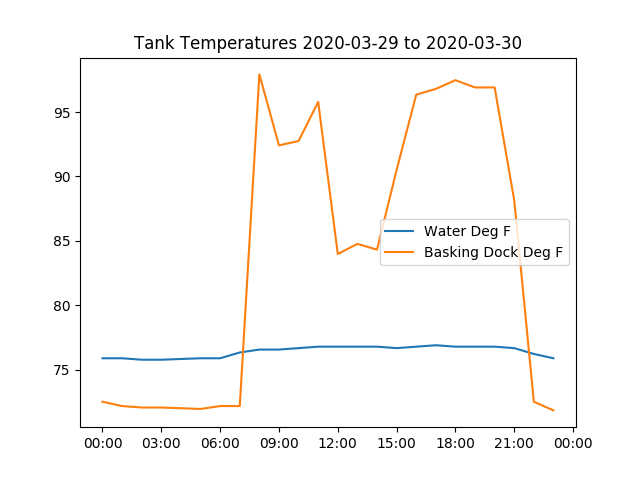 Tank Temperatures 2020-03-29 to 2020-03-30
95
90
85
80
75
Water Deg F
Basking Dock Deg F
00:00 03:00 06:00 09:00 12:00 15:00 18:00 21:00 00:00